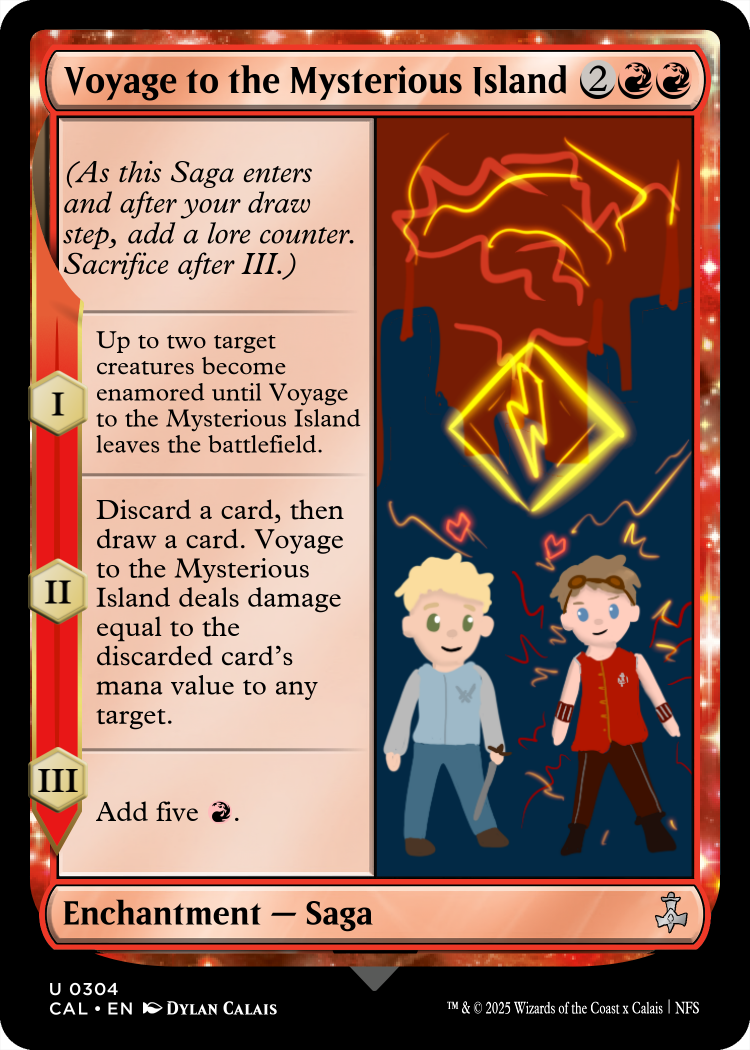 Voyage to the Mysterious Island 2
(As this Saga enters
and after your draw
step, add a lore counter.
Sacrifice after III.)
I
Up to two target
creatures become
enamored until Voyage
to the Mysterious Island
leaves the battlefield.
II
Discard a card, then
draw a card. Voyage
to the Mysterious
Island deals damage
equal to the
discarded card's
mana value to any
target.
III
Add five .
Enchantment — Saga
U 0304
CAL • EN DYLAN CALAIS
™ & © 2025 Wizards of the Coast x Calais | NFS